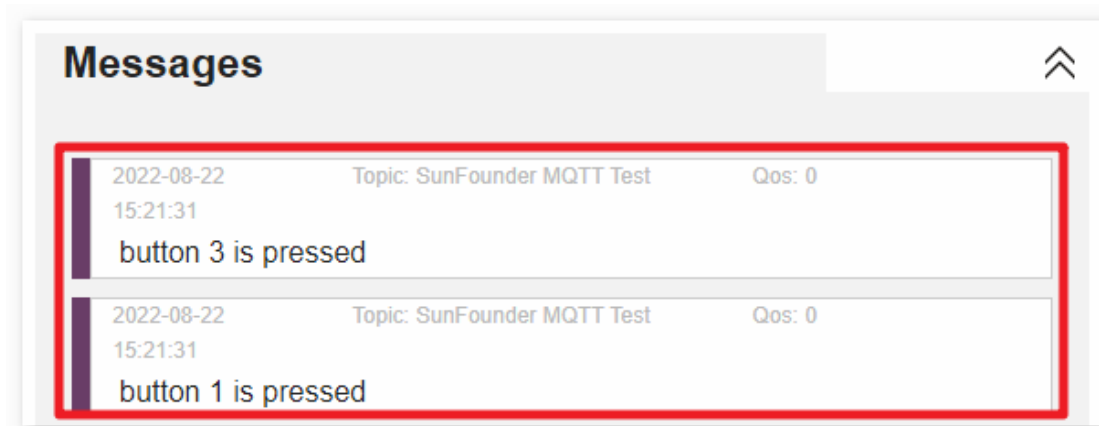 Messages
2022-08-22 Topic: SunFounder MQTT Test Qos: 0
15:21:31
button 3 is pressed
2022-08-22 Topic: SunFounder MQTT Test Qos: 0
15:21:31
button 1 is pressed